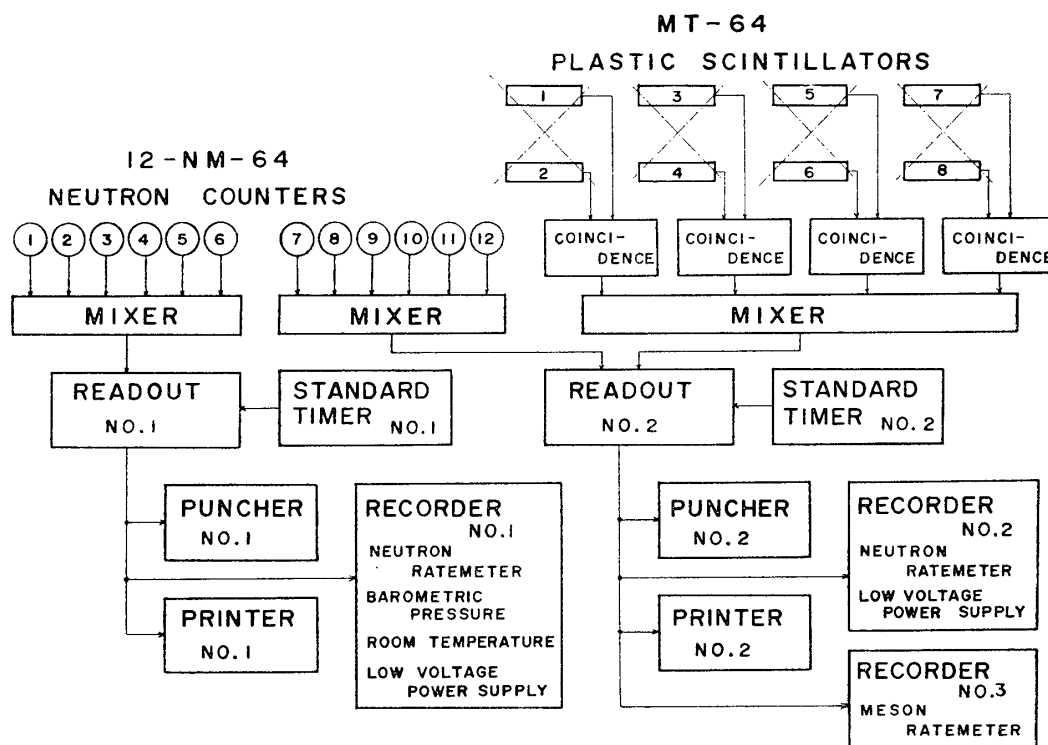 MT-64
PLASTIC SCINTILLATORS
1 3 5 7
2 4 6 8
12-NM-64
NEUTRON COUNTERS
1 2 3 4 5 6 7 8 9 10 11 12
COINCI-
DENCE
COINCI-
DENCE
COINCI-
DENCE
COINCI-
DENCE
MIXER
MIXER
MIXER
READOUT
NO.1
STANDARD
TIMER
NO.1
READOUT
NO.2
STANDARD
TIMER
NO.2
PUNCHER
NO.1
PRINTER
NO.1
RECORDER
NO.1
NEUTRON
RATEMETER
BAROMETRIC
PRESSURE
ROOM TEMPERATURE
LOW VOLTAGE
POWER SUPPLY
PUNCHER
NO.2
PRINTER
NO.2
RECORDER
NO.2
NEUTRON
RATEMETER
LOW VOLTAGE
POWER SUPPLY
RECORDER
NO.3
MESON
RATEMETER